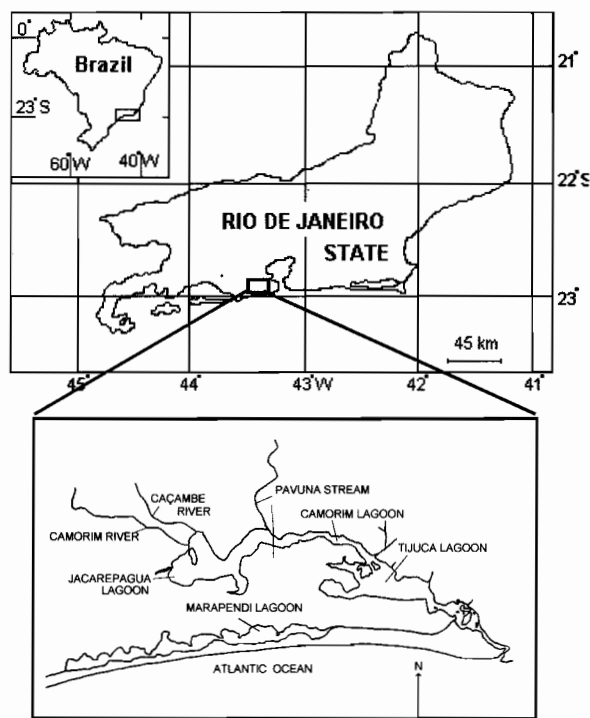 0°
Brazil
23°S
60°W
40°W
21°
22°S
23°
RIO DE JANEIRO
STATE
45 km
45°
44°
43°W
42°
41°
PAVUNA STREAM
CAÇAMBE
RIVER
CAMORIM LAGOON
CAMORIM RIVER
TIJUCA LAGOON
JACAREPAGUA
LAGOON
MARAPENDI LAGOON
ATLANTIC OCEAN
N